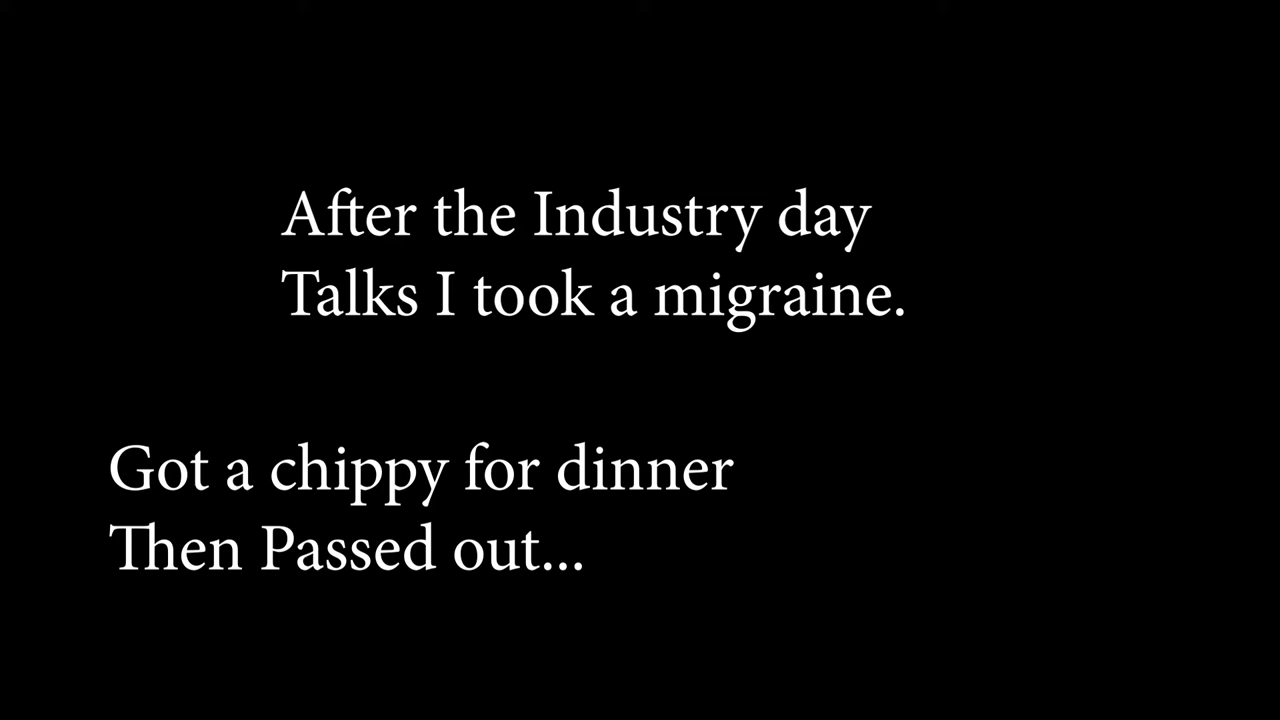 After the Industry day
Talks I took a migraine.
Got a chippy for dinner
Then Passed out...